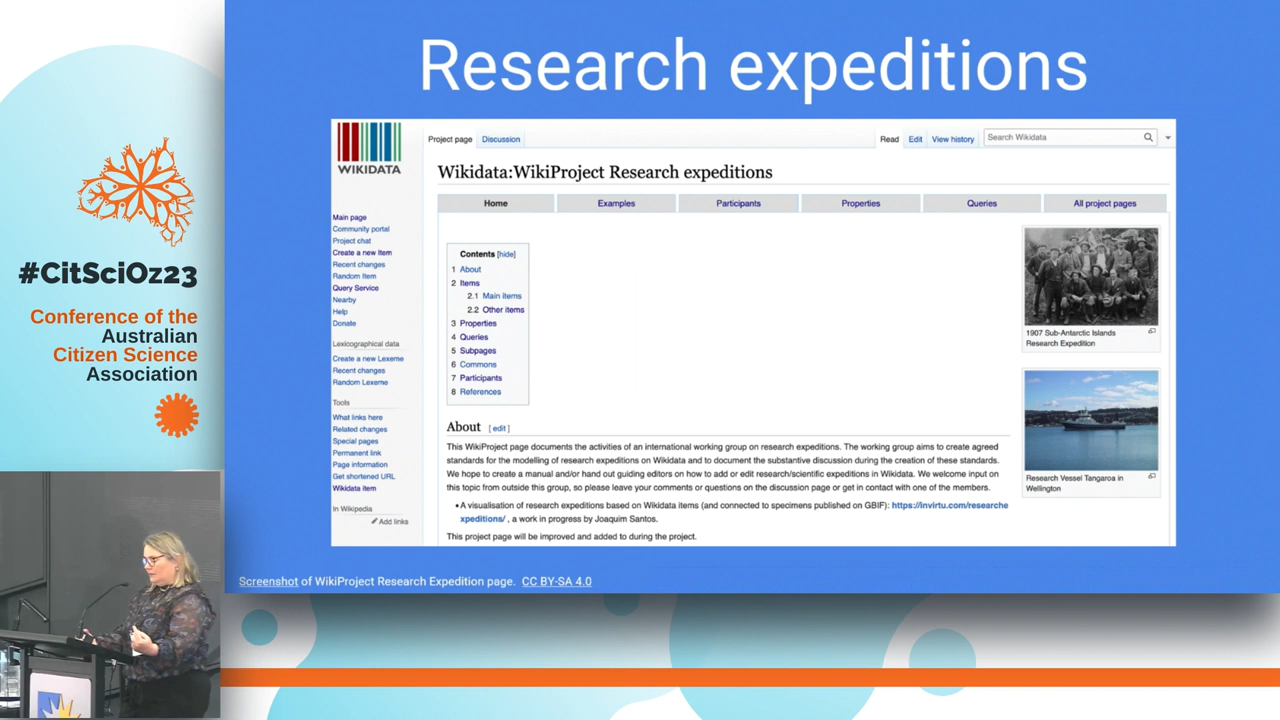 Research expeditions
#CitSciOz23
Conference of the
Australian
Citizen Science
Association
WIKIDATA
Main page
Community portal
Project chat
Create a new Item
Recent changes
Random Item
Query Service
Nearby
Help
Donate
Lexicographical data
Create a new Lexeme
Recent changes
Random Lexeme
Tools
What links here
Related changes
Special pages
Permanent link
Page information
Get shortened URL
Wikidata item
In Wikipedia
Add links
Project page Discussion
Read Edit View history Search Wikidata
Wikidata:WikiProject Research expeditions
Home Examples Participants Properties Queries All project pages
Contents [hide]
1 About
2 Items
2.1 Main items
2.2 Other items
3 Properties
4 Queries
5 Subpages
6 Commons
7 Participants
8 References
1907 Sub-Antarctic Islands
Research Expedition
Research Vessel Tangaroa in
Wellington
About [ edit ]
This WikiProject page documents the activities of an international working group on research expeditions. The working group aims to create agreed
standards for the modelling of research expeditions on Wikidata and to document the substantive discussion during the creation of these standards.
We hope to create a manual and/or hand out guiding editors on how to add or edit research/scientific expeditions in Wikidata. We welcome input on
this topic from outside this group, so please leave your comments or questions on the discussion page or get in contact with one of the members.
• A visualisation of research expeditions based on Wikidata items (and connected to specimens published on GBIF): https://invirtu.com/researche
xpeditions/ , a work in progress by Joaquim Santos.
This project page will be improved and added to during the project.
Screenshot of WikiProject Research Expedition page. CC BY-SA 4.0